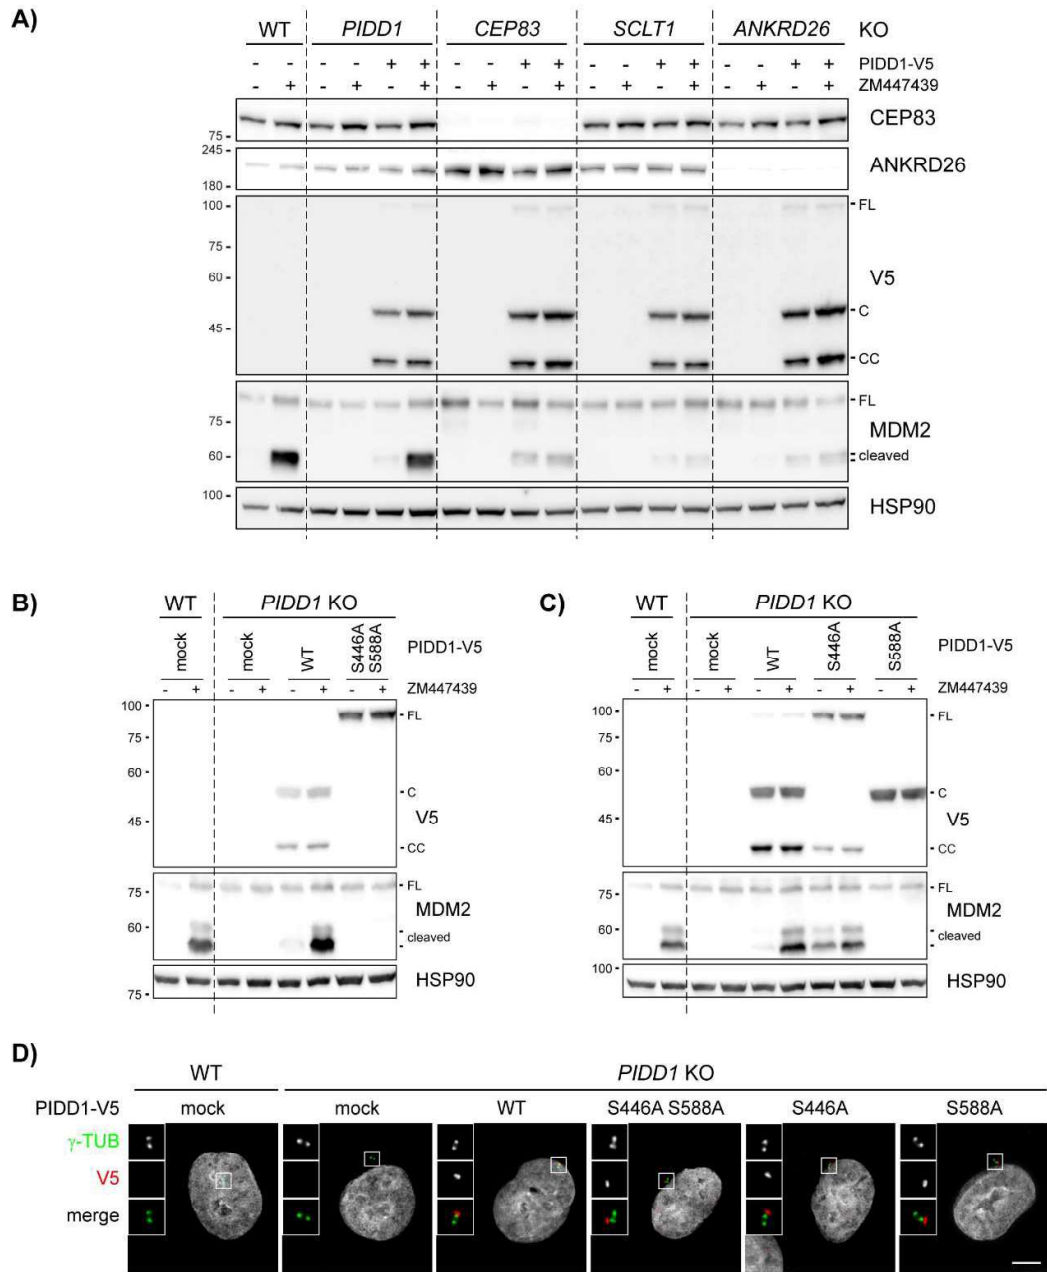 A)
WT PIDD1 CEP83 SCLT1 ANKRD26 KO
- - - - + + - - + + - - + + - - + + PIDD1-V5
- + - + - + - + - + - + - + - + - + ZM447439
75 - CEP83
245 -
180 - ANKRD26
100 - - FL
75 -
60 - V5
- C
45 -
- CC
- FL
75 - MDM2
60 - cleaved
100 - HSP90
B)
WT PIDD1 KO
mock mock WT S446A S588A PIDD1-V5
- + - + - + - + ZM447439
100 - - FL
75 -
60 -
- C
45 - V5
- CC
- FL
75 - MDM2
60 - cleaved
HSP90
75 -
C)
WT PIDD1 KO
mock mock WT S446A S588A PIDD1-V5
- + - + - + - + - + ZM447439
100 - - FL
75 -
60 -
- C
45 - V5
- CC
- FL
75 - MDM2
60 - cleaved
100 - HSP90
D)
WT PIDD1 KO
PIDD1-V5 mock mock WT S446A S588A S446A S588A
γ-TUB
V5
merge